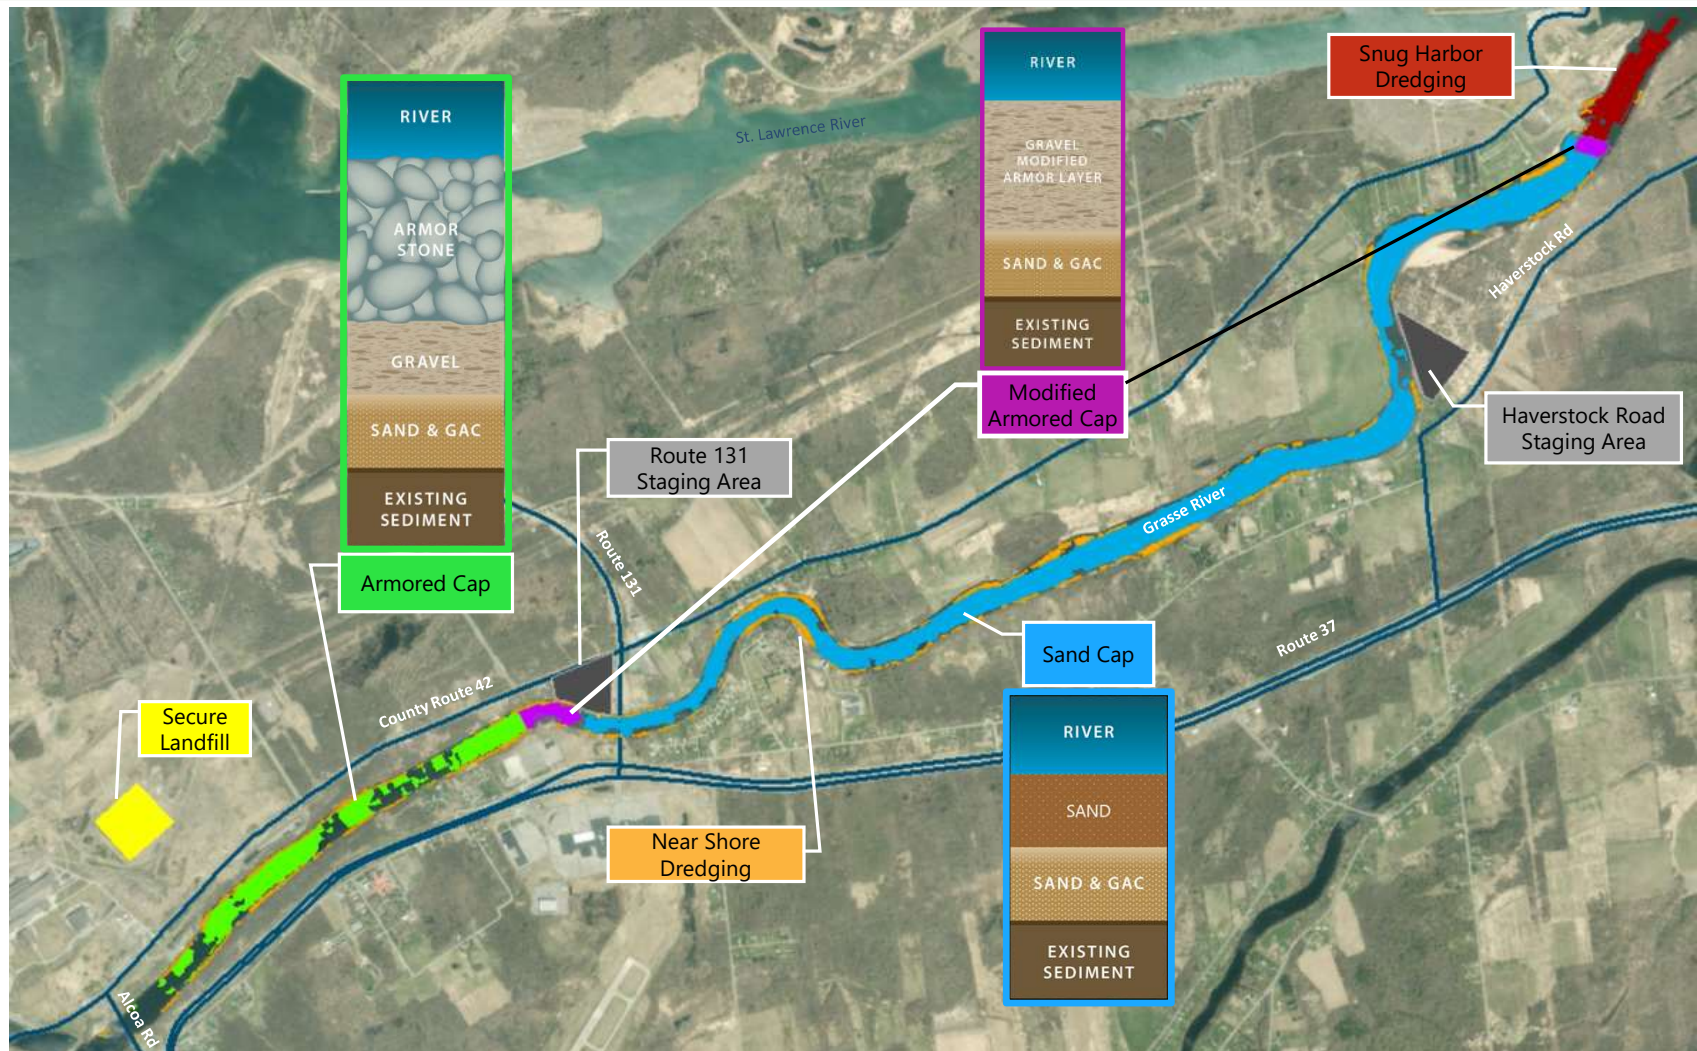 Snug Harbor
Dredging
RIVER
GRAVEL
MODIFIED
ARMOR LAYER
SAND & GAC
EXISTING
SEDIMENT
Modified
Armored Cap
St. Lawrence River
RIVER
ARMOR
STONE
GRAVEL
SAND & GAC
EXISTING
SEDIMENT
Armored Cap
Haverstock Rd
Haverstock Road
Staging Area
Route 131
Staging Area
Route 131
Grasse River
Sand Cap
RIVER
SAND
SAND & GAC
EXISTING
SEDIMENT
Route 37
County Route 42
Secure
Landfill
Near Shore
Dredging
Alcoa Rd